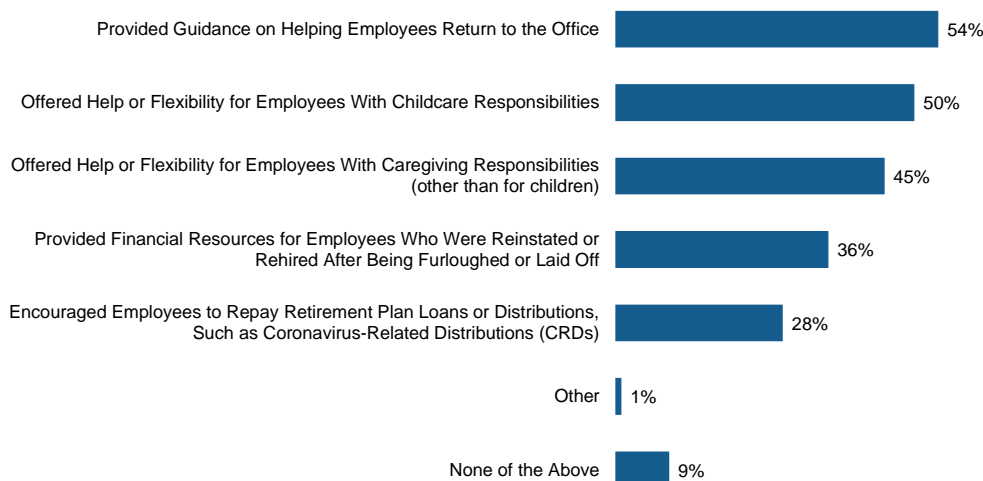 Provided Guidance on Helping Employees Return to the Office
54%
Offered Help or Flexibility for Employees With Childcare Responsibilities
50%
Offered Help or Flexibility for Employees With Caregiving Responsibilities
(other than for children)
45%
Provided Financial Resources for Employees Who Were Reinstated or
Rehired After Being Furloughed or Laid Off
36%
Encouraged Employees to Repay Retirement Plan Loans or Distributions,
Such as Coronavirus-Related Distributions (CRDs)
28%
Other
1%
None of the Above
9%